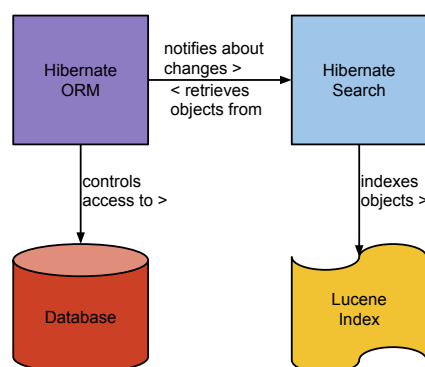 Hibernate
ORM
notifies about
changes >
< retrieves
objects from
Hibernate
Search
controls
access to >
indexes
objects >
Database
Lucene
Index